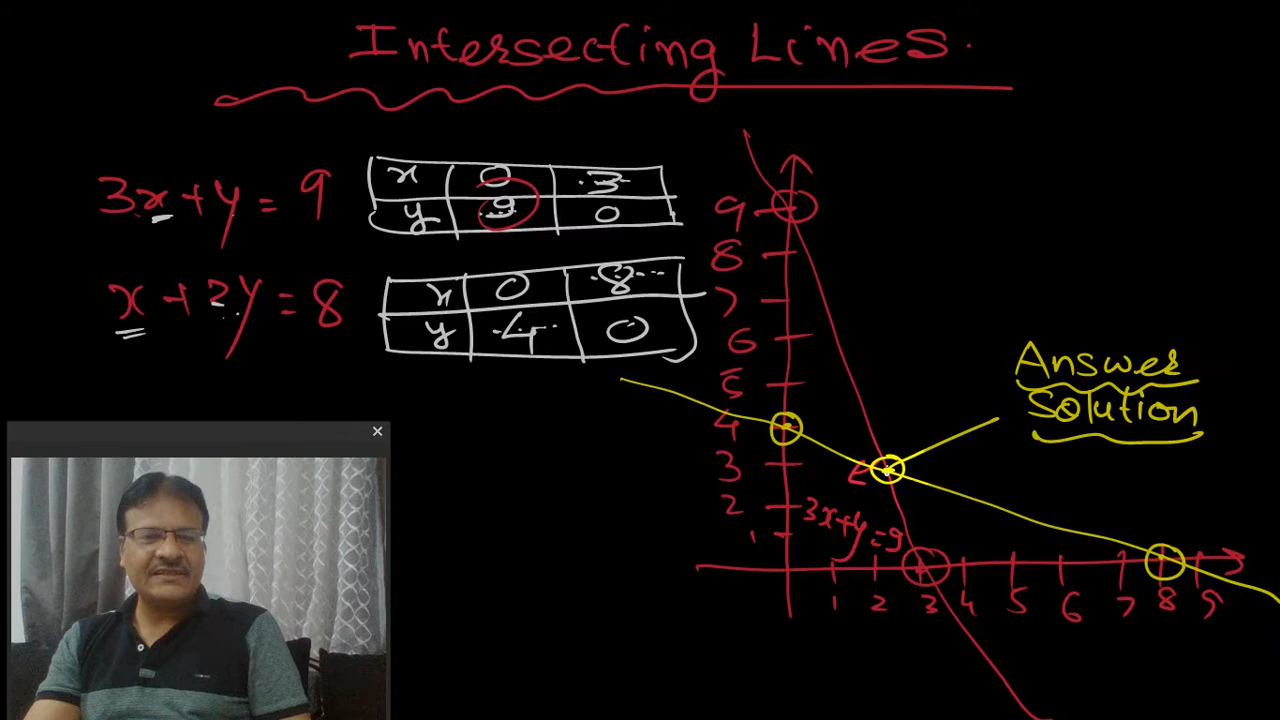 Intersecting Lines.
3x+y=9
x 0 3
y 9 0
x+2y=8
x 0 8
y 4 0
9
8
7
6
5
4
3
2
1
Answer
Solution
3x+y=9
1 2 3 4 5 6 7 8 9